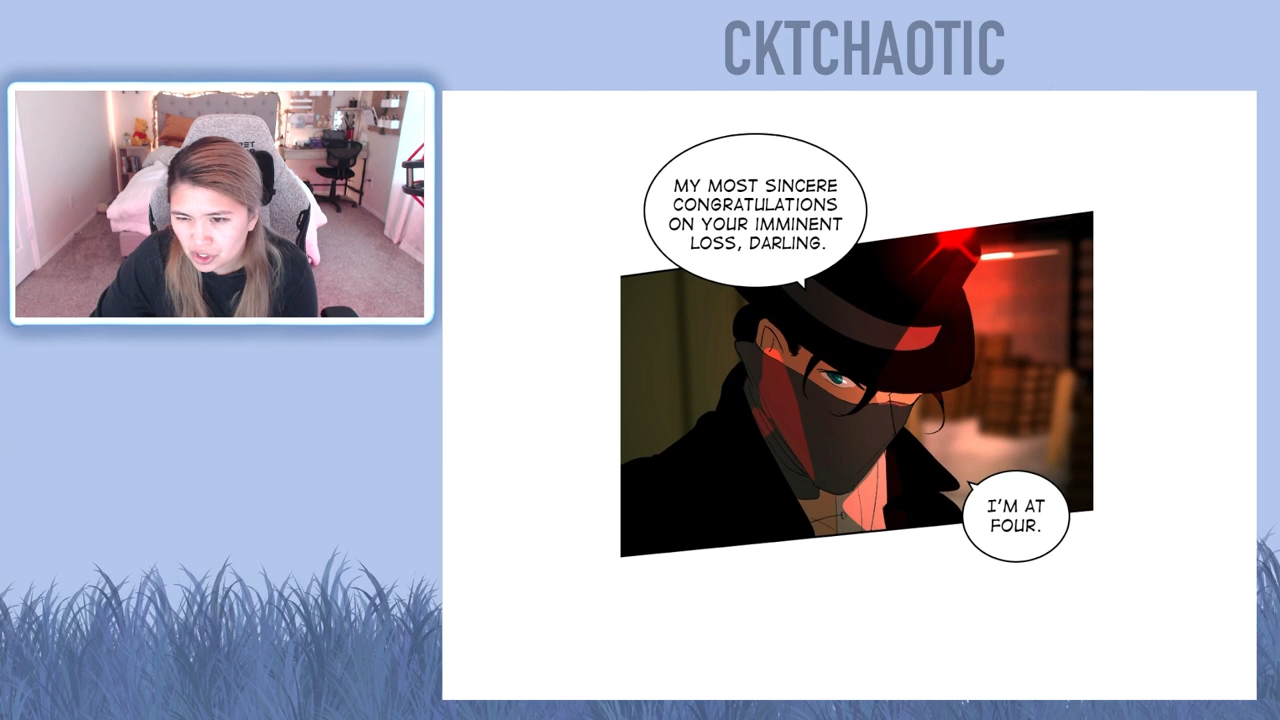 CKTCHAOTIC
MY MOST SINCERE
CONGRATULATIONS
ON YOUR IMMINENT
LOSS, DARLING.
I'M AT
FOUR.